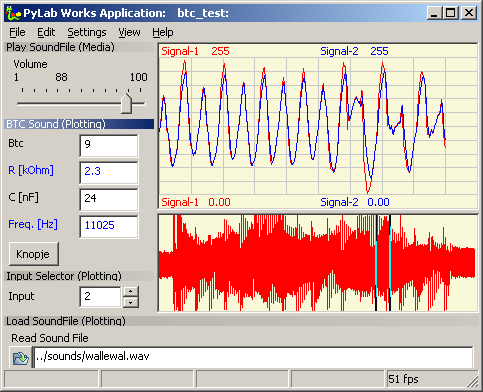 PyLab Works Application: btc_test:
File Edit Settings View Help
Play SoundFile (Media)
Volume
1 88 100
BTC Sound (Plotting)
Btc 9
R [kOhm] 2.3
C [nF] 24
Freq. [Hz] 11025
Knopje
Input Selector (Plotting)
Input 2
Signal-1 255 Signal-2 255
Signal-1 0.00 Signal-2 0.00
Load SoundFile (Plotting)
Read Sound File
../sounds/wallewal.wav
51 fps